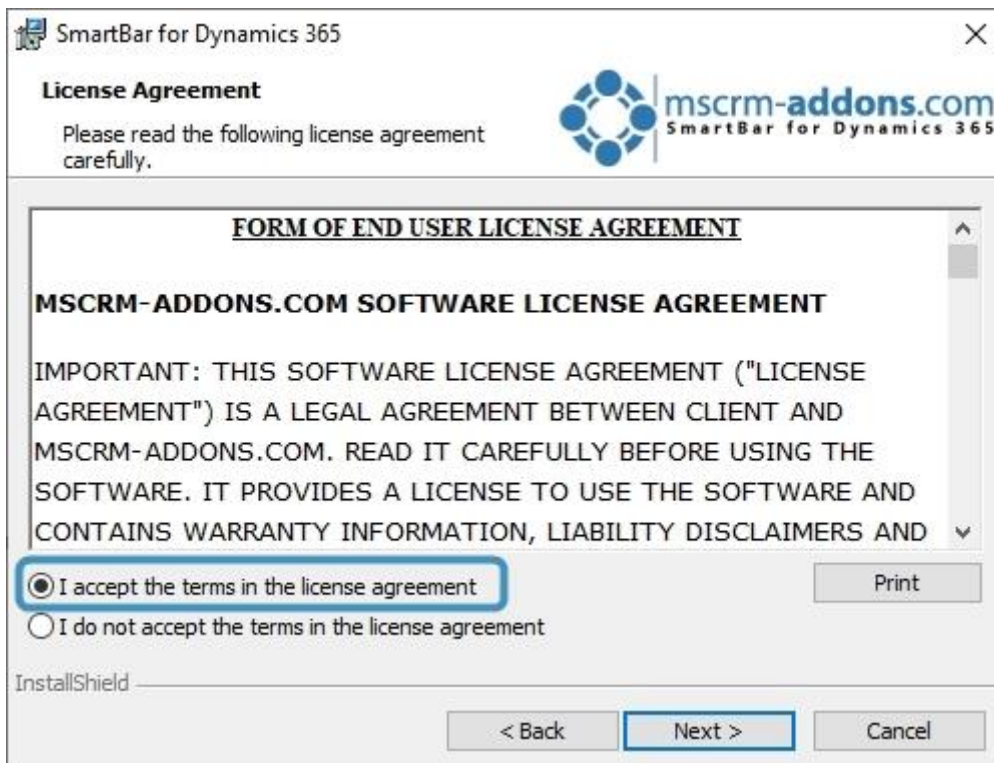 SmartBar for Dynamics 365
License Agreement
Please read the following license agreement
carefully.
mscrm-addons.com
SmartBar for Dynamics 365
FORM OF END USER LICENSE AGREEMENT
MSCRM-ADDONS.COM SOFTWARE LICENSE AGREEMENT
IMPORTANT: THIS SOFTWARE LICENSE AGREEMENT ("LICENSE
AGREEMENT") IS A LEGAL AGREEMENT BETWEEN CLIENT AND
MSCRM-ADDONS.COM. READ IT CAREFULLY BEFORE USING THE
SOFTWARE. IT PROVIDES A LICENSE TO USE THE SOFTWARE AND
CONTAINS WARRANTY INFORMATION, LIABILITY DISCLAIMERS AND
I accept the terms in the license agreement
Print
I do not accept the terms in the license agreement
InstallShield
< Back
Next >
Cancel